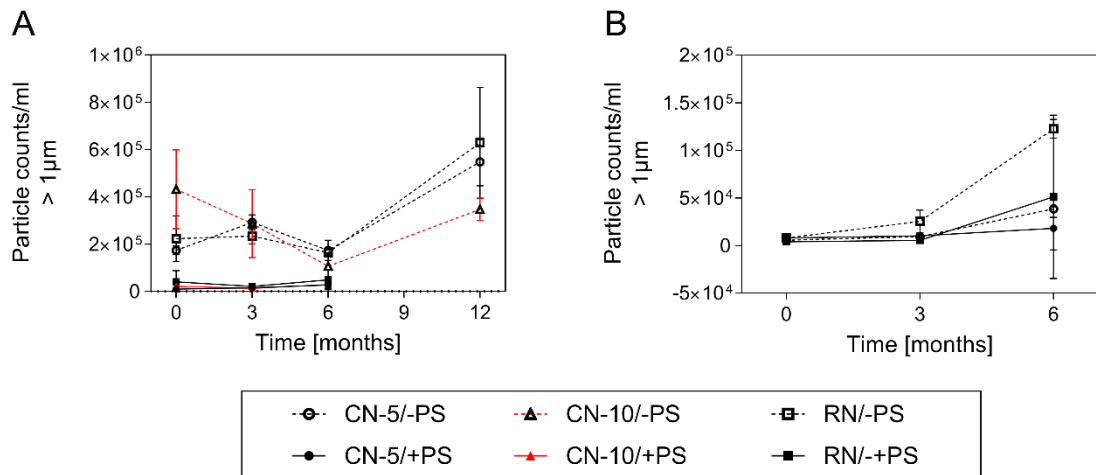 A
Particle counts/ml
> 1µm
1×10⁶
8×10⁵
6×10⁵
4×10⁵
2×10⁵
0
0 3 6 9 12
Time [months]
B
Particle counts/ml
> 1µm
2×10⁵
1×10⁵
1×10⁵
5×10⁴
0
-5×10⁴
0 3 6
Time [months]
CN-5/-PS CN-10/-PS RN/-PS
CN-5/+PS CN-10/+PS RN/-+PS